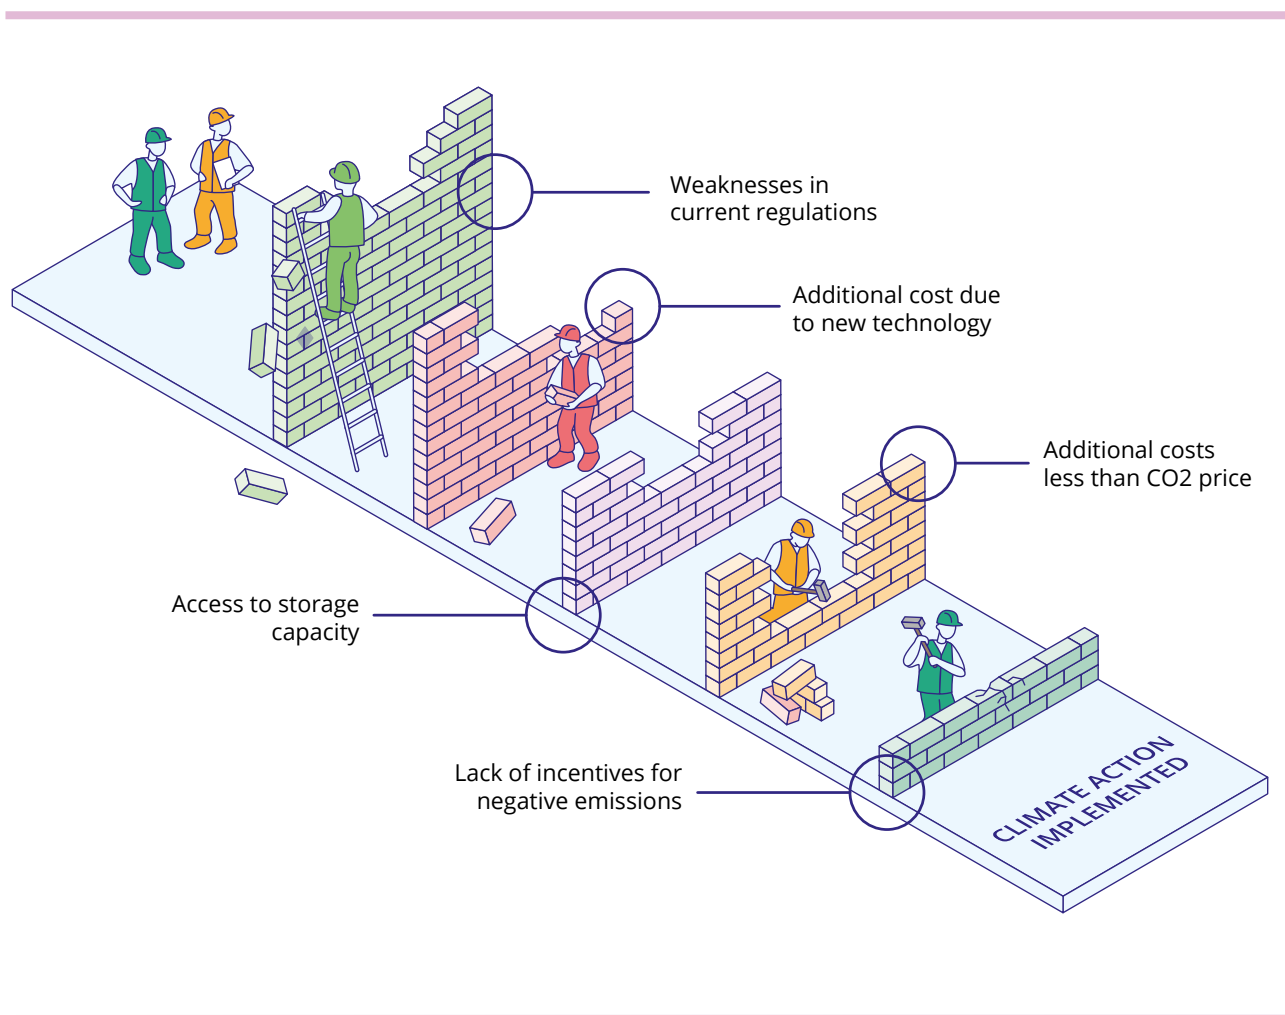 Weaknesses in
current regulations
Additional cost due
to new technology
Additional costs
less than CO2 price
Access to storage
capacity
Lack of incentives for
negative emissions
CLIMATE ACTION
IMPLEMENTED